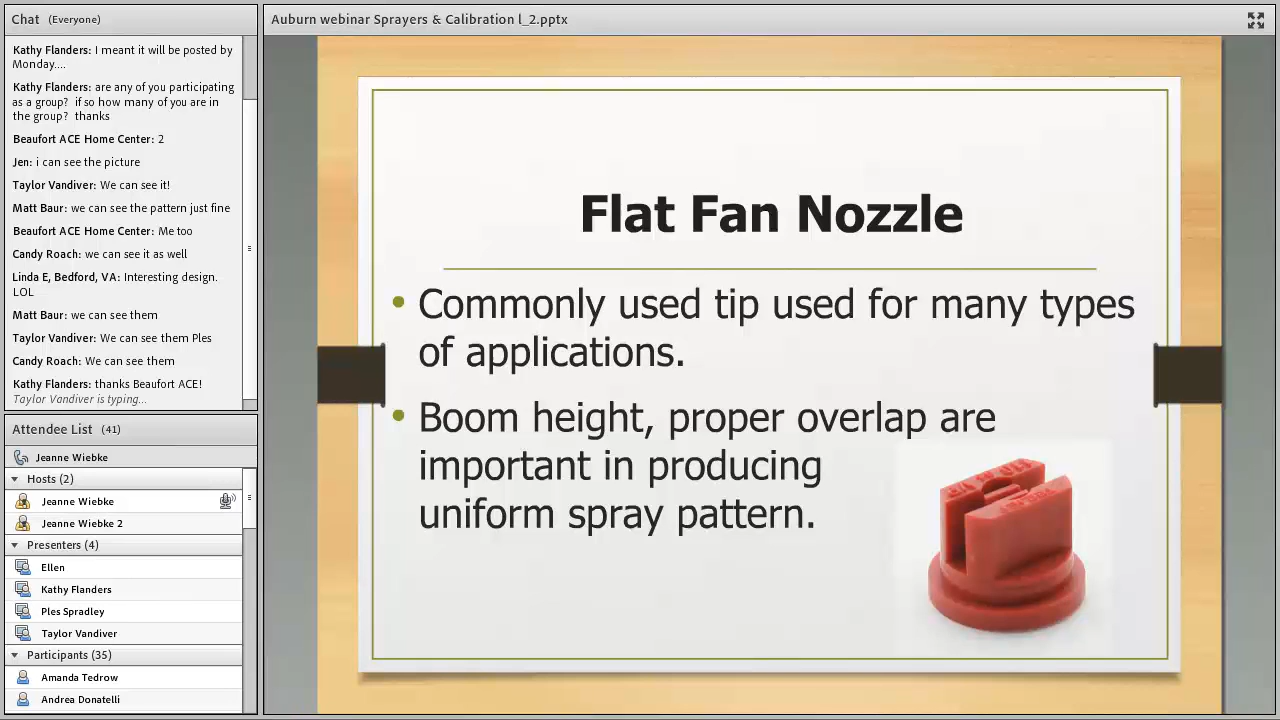 Chat (Everyone)
Kathy Flanders: I meant it will be posted by
Monday....
Kathy Flanders: are any of you participating
as a group? if so how many of you are in
the group? thanks
Beaufort ACE Home Center: 2
Jen: i can see the picture
Taylor Vandiver: We can see it!
Matt Baur: we can see the pattern just fine
Beaufort ACE Home Center: Me too
Candy Roach: we can see it as well
Linda E, Bedford, VA: Interesting design.
LOL
Matt Baur: we can see them
Taylor Vandiver: We can see them Ples
Candy Roach: We can see them
Kathy Flanders: thanks Beaufort ACE!
Taylor Vandiver is typing...
Attendee List (41)
Jeanne Wiebke
Hosts (2)
Jeanne Wiebke
Jeanne Wiebke 2
Presenters (4)
Ellen
Kathy Flanders
Ples Spradley
Taylor Vandiver
Participants (35)
Amanda Tedrow
Andrea Donatelli
Auburn webinar Sprayers & Calibration l_2.pptx
Flat Fan Nozzle
• Commonly used tip used for many types
of applications.
• Boom height, proper overlap are
important in producing
uniform spray pattern.